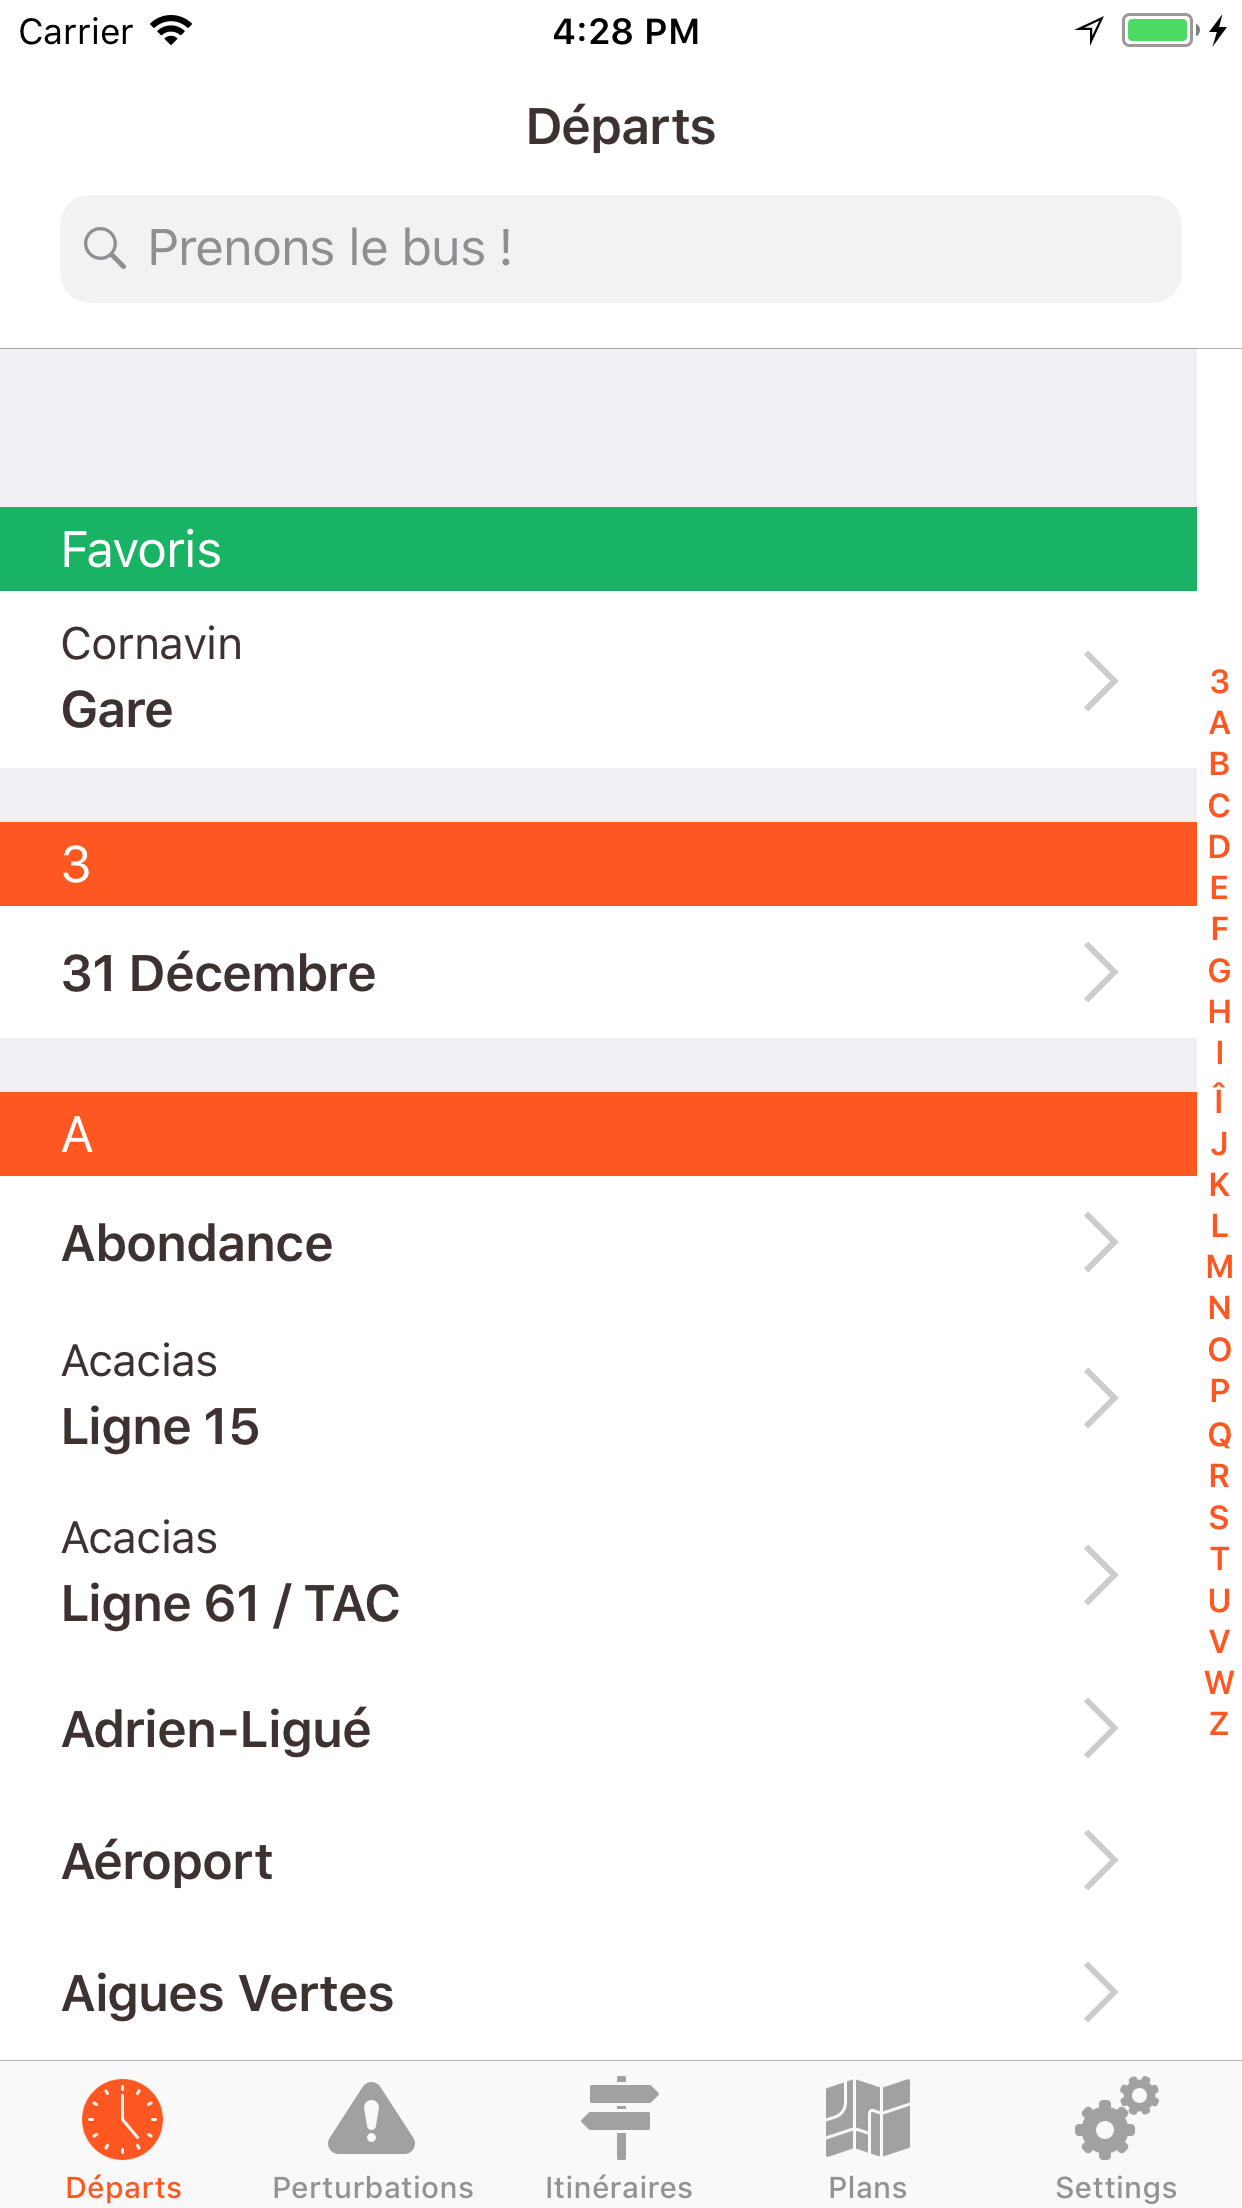 Carrier 4:28 PM
Départs
Prenons le bus !
Favoris
Cornavin
Gare
3
31 Décembre
A
Abondance
Acacias
Ligne 15
Acacias
Ligne 61 / TAC
Adrien-Ligué
Aéroport
Aigues Vertes
3
A
B
C
D
E
F
G
H
I
Î
J
K
L
M
N
O
P
Q
R
S
T
U
V
W
Z
Départs Perturbations Itinéraires Plans Settings